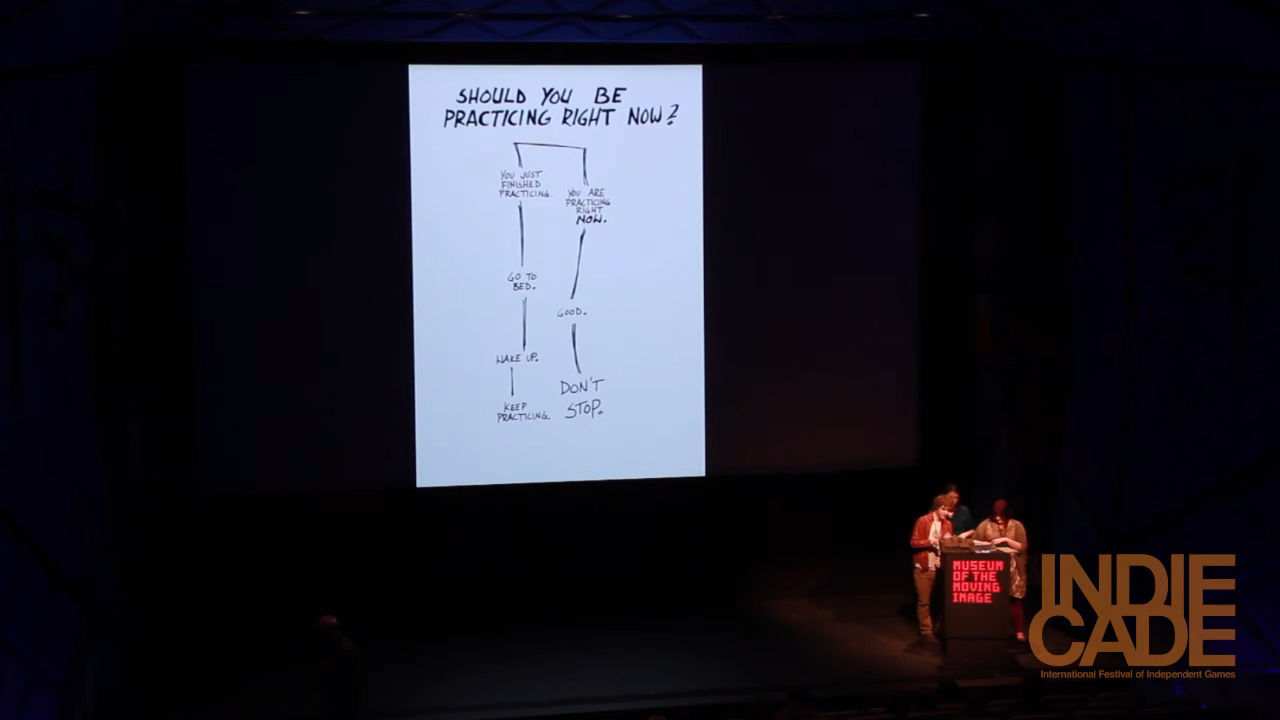 SHOULD YOU BE
PRACTICING RIGHT NOW?
YOU JUST
FINISHED
PRACTICING.
GO TO
BED.
WAKE UP.
KEEP
PRACTICING.
YOU ARE
PRACTICING
RIGHT
NOW.
GOOD.
DON'T
STOP.
MUSEUM
OF THE
MOVING
IMAGE
INDIE
CADE
International Festival of Independent Games